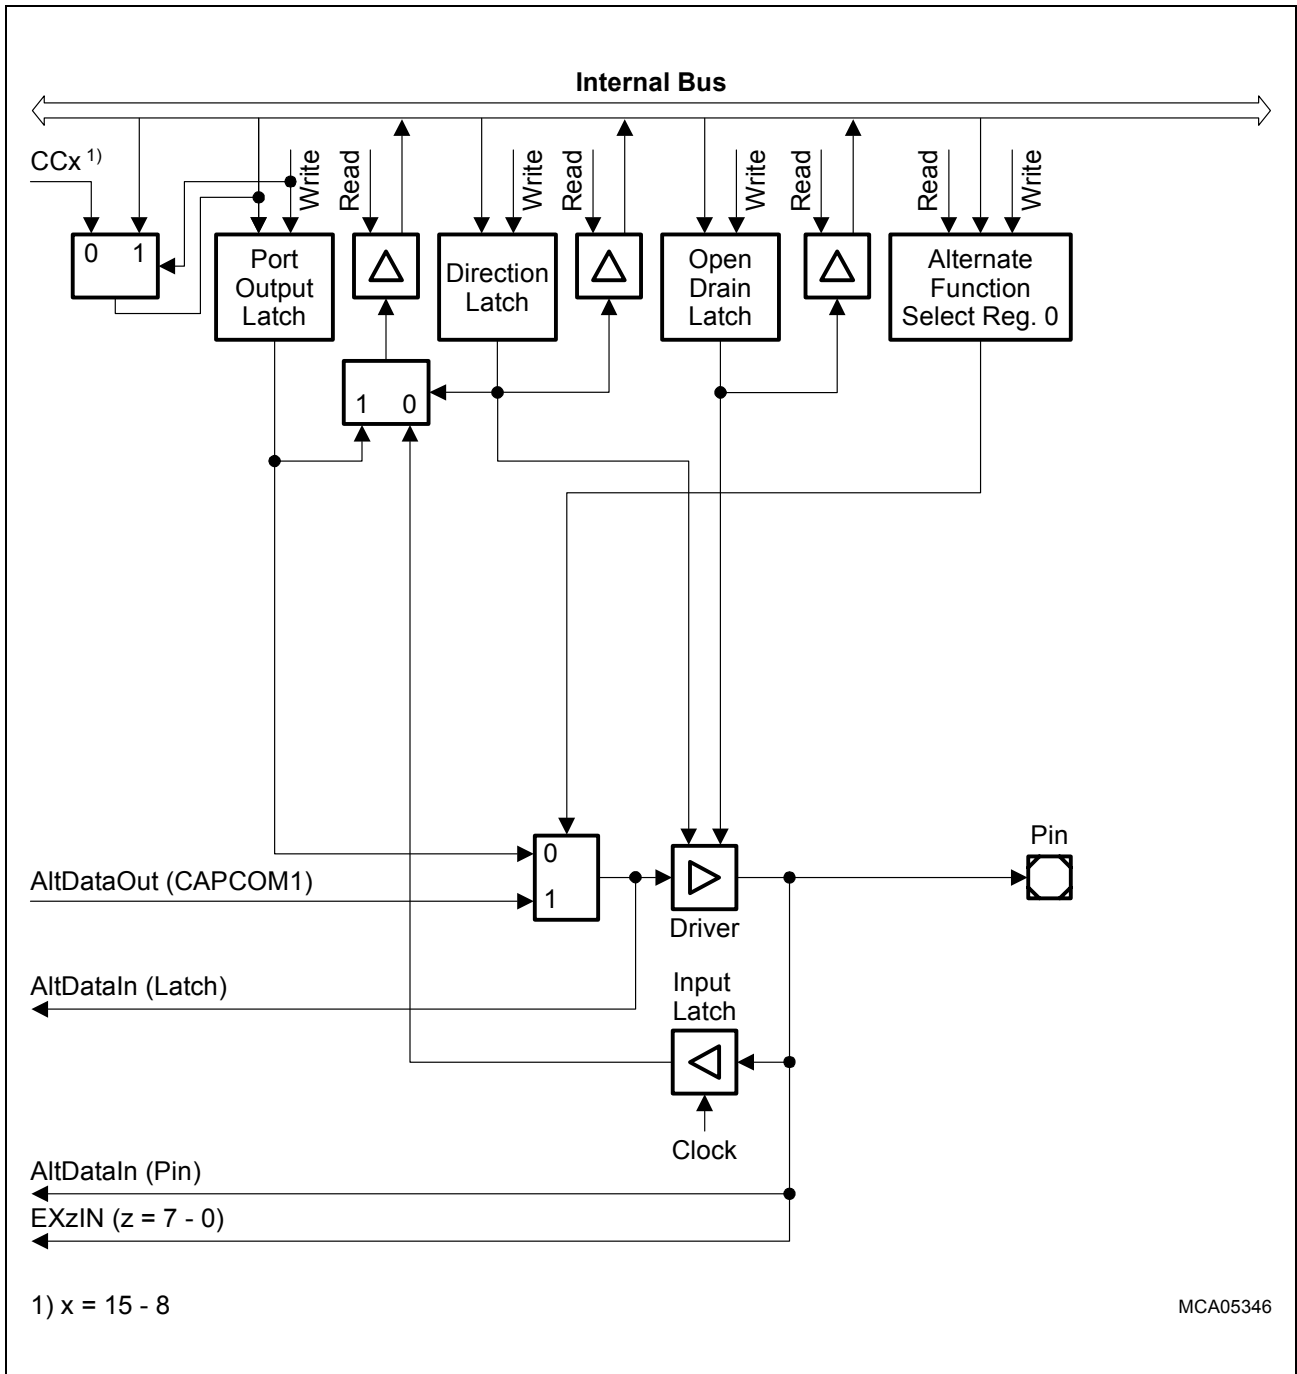 Internal Bus
CCx 1)
Write
Read
Write
Read
Write
Read
Read
Write
0 1
Port
Output
Latch
Direction
Latch
Open
Drain
Latch
Alternate
Function
Select Reg. 0
1 0
Pin
0
AltDataOut (CAPCOM1)
1
Driver
AltDataIn (Latch)
Input
Latch
Clock
AltDataIn (Pin)
EXzIN (z = 7 - 0)
1) x = 15 - 8
MCA05346